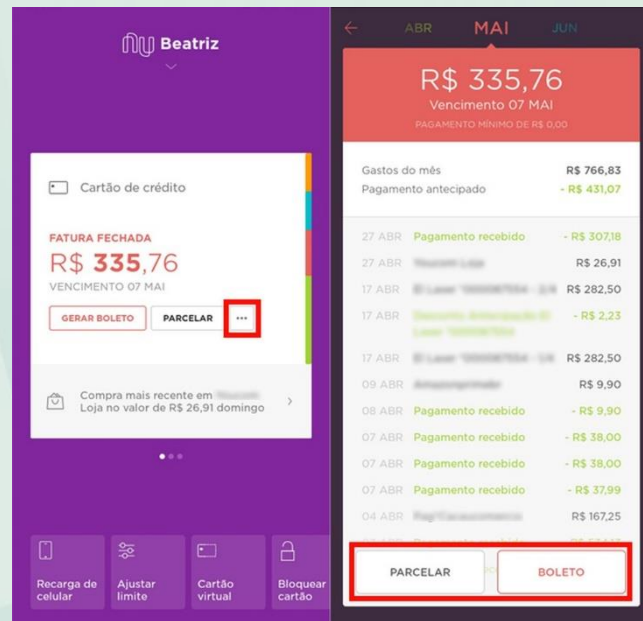 nu Beatriz
Cartão de crédito
FATURA FECHADA
R$ 335,76
VENCIMENTO 07 MAI
GERAR BOLETO
PARCELAR
...
Compra mais recente em
Loja no valor de R$ 26,91 domingo
Recarga de celular
Ajustar limite
Cartão virtual
Bloquear cartão
ABR MAI JUN
R$ 335,76
Vencimento 07 MAI
PAGAMENTO MÍNIMO DE R$ 0,00
Gastos do mês R$ 766,83
Pagamento antecipado - R$ 431,07
27 ABR Pagamento recebido - R$ 307,18
27 ABR R$ 26,91
17 ABR R$ 282,50
17 ABR - R$ 2,23
17 ABR R$ 282,50
09 ABR R$ 9,90
08 ABR Pagamento recebido - R$ 9,90
07 ABR Pagamento recebido - R$ 38,00
07 ABR Pagamento recebido - R$ 38,00
07 ABR Pagamento recebido - R$ 37,99
04 ABR R$ 167,25
PARCELAR
BOLETO